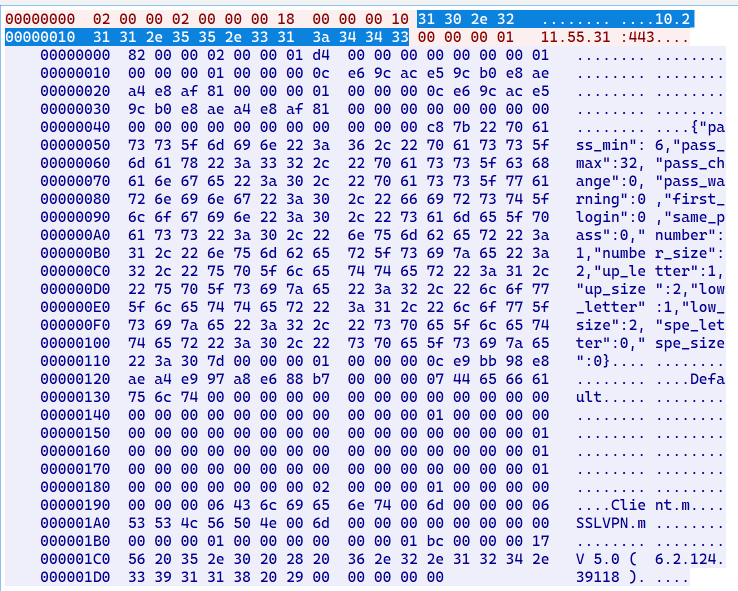 00000000 02 00 00 02 00 00 00 18 00 00 00 10 31 30 2e 32 ........ ....10.2
00000010 31 31 2e 35 35 2e 33 31 3a 34 34 33 00 00 00 01 11.55.31 :443....
00000000 82 00 00 02 00 00 01 d4 00 00 00 00 00 00 00 01 ........ ........
00000010 00 00 00 01 00 00 00 0c e6 9c ac e5 9c b0 e8 ae ........ ........
00000020 a4 e8 af 81 00 00 00 01 00 00 00 0c e6 9c ac e5 ........ ........
00000030 9c b0 e8 ae a4 e8 af 81 00 00 00 00 00 00 00 00 ........ ........
00000040 00 00 00 00 00 00 00 00 00 00 00 c8 7b 22 70 61 ........ ....{"pa
00000050 73 73 5f 6d 69 6e 22 3a 36 2c 22 70 61 73 73 5f ss_min": 6,"pass_
00000060 6d 61 78 22 3a 33 32 2c 22 70 61 73 73 5f 63 68 max":32, "pass_ch
00000070 61 6e 67 65 22 3a 30 2c 22 70 61 73 73 5f 77 61 ange":0, "pass_wa
00000080 72 6e 69 6e 67 22 3a 30 2c 22 66 69 72 73 74 5f rning":0 ,"first_
00000090 6c 6f 67 69 6e 22 3a 30 2c 22 73 61 6d 65 5f 70 login":0 ,"same_p
000000A0 61 73 73 22 3a 30 2c 22 6e 75 6d 62 65 72 22 3a ass":0," number":
000000B0 31 2c 22 6e 75 6d 62 65 72 5f 73 69 7a 65 22 3a 1,"numbe r_size":
000000C0 32 2c 22 75 70 5f 6c 65 74 74 65 72 22 3a 31 2c 2,"up_le tter":1,
000000D0 22 75 70 5f 73 69 7a 65 22 3a 32 2c 22 6c 6f 77 "up_size ":2,"low
000000E0 5f 6c 65 74 74 65 72 22 3a 31 2c 22 6c 6f 77 5f _letter" :1,"low_
000000F0 73 69 7a 65 22 3a 32 2c 22 73 70 65 5f 6c 65 74 size":2, "spe_let
00000100 74 65 72 22 3a 30 2c 22 73 70 65 5f 73 69 7a 65 ter":0," spe_size
00000110 22 3a 30 7d 00 00 00 01 00 00 00 0c e9 bb 98 e8 ":0}.... ........
00000120 ae a4 e9 97 a8 e6 88 b7 00 00 00 07 44 65 66 61 ........ ....Defa
00000130 75 6c 74 00 00 00 00 00 00 00 00 00 00 00 00 00 ult..... ........
00000140 00 00 00 00 00 00 00 00 00 00 01 00 00 00 00 00 ........ ........
00000150 00 00 00 00 00 00 00 00 00 00 00 00 00 00 00 01 ........ ........
00000160 00 00 00 00 00 00 00 00 00 00 00 00 00 00 00 01 ........ ........
00000170 00 00 00 00 00 00 00 00 00 00 00 00 00 00 00 01 ........ ........
00000180 00 00 00 00 00 00 00 02 00 00 01 00 00 00 00 00 ........ ........
00000190 00 00 00 06 43 6c 69 65 6e 74 00 6d 00 00 00 06 ....Clie nt.m....
000001A0 53 53 4c 56 50 4e 00 6d 00 00 00 00 00 00 00 00 SSLVPN.m ........
000001B0 00 00 00 01 00 00 00 00 00 01 bc 00 00 00 00 17 ........ ........
000001C0 56 20 35 2e 30 20 28 20 36 2e 32 2e 31 32 34 2e V 5.0 ( 6.2.124.
000001D0 33 39 31 31 38 20 29 00 00 00 00 00 39118 ). ....